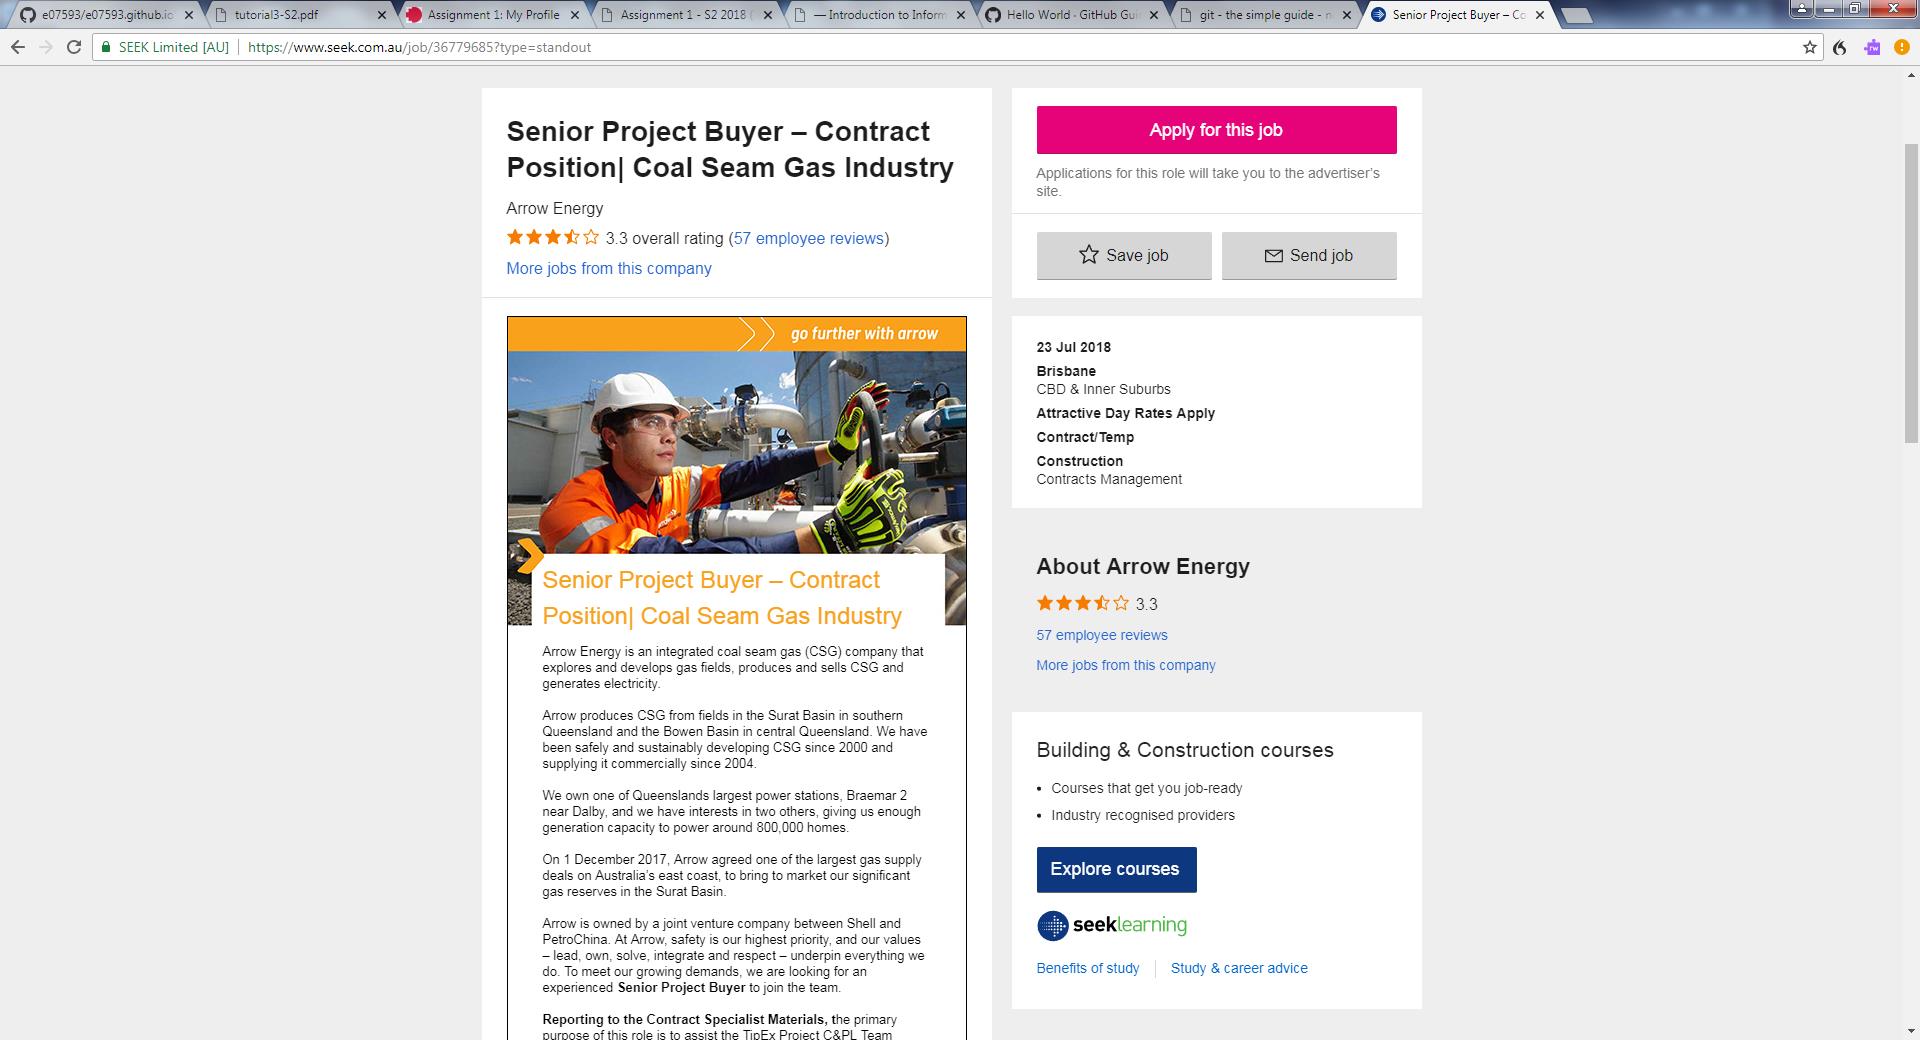 e07593/e07593.github.io
tutorial3-S2.pdf
Assignment 1: My Profile
Assignment 1 - S2 2018 (
— Introduction to Inform
Hello World · GitHub Gui
git - the simple guide - n
Senior Project Buyer – Co
SEEK Limited [AU]
https://www.seek.com.au/job/36779685?type=standout
Senior Project Buyer – Contract
Position| Coal Seam Gas Industry
Arrow Energy
3.3 overall rating (57 employee reviews)
More jobs from this company
go further with arrow
Senior Project Buyer – Contract
Position| Coal Seam Gas Industry
Arrow Energy is an integrated coal seam gas (CSG) company that
explores and develops gas fields, produces and sells CSG and
generates electricity.
Arrow produces CSG from fields in the Surat Basin in southern
Queensland and the Bowen Basin in central Queensland. We have
been safely and sustainably developing CSG since 2000 and
supplying it commercially since 2004.
We own one of Queenslands largest power stations, Braemar 2
near Dalby, and we have interests in two others, giving us enough
generation capacity to power around 800,000 homes.
On 1 December 2017, Arrow agreed one of the largest gas supply
deals on Australia's east coast, to bring to market our significant
gas reserves in the Surat Basin.
Arrow is owned by a joint venture company between Shell and
PetroChina. At Arrow, safety is our highest priority, and our values
– lead, own, solve, integrate and respect – underpin everything we
do. To meet our growing demands, we are looking for an
experienced Senior Project Buyer to join the team.
Reporting to the Contract Specialist Materials, the primary
purpose of this role is to assist the TipEx Project C&PL Team
Apply for this job
Applications for this role will take you to the advertiser's
site.
Save job
Send job
23 Jul 2018
Brisbane
CBD & Inner Suburbs
Attractive Day Rates Apply
Contract/Temp
Construction
Contracts Management
About Arrow Energy
3.3
57 employee reviews
More jobs from this company
Building & Construction courses
• Courses that get you job-ready
• Industry recognised providers
Explore courses
seeklearning
Benefits of study
Study & career advice